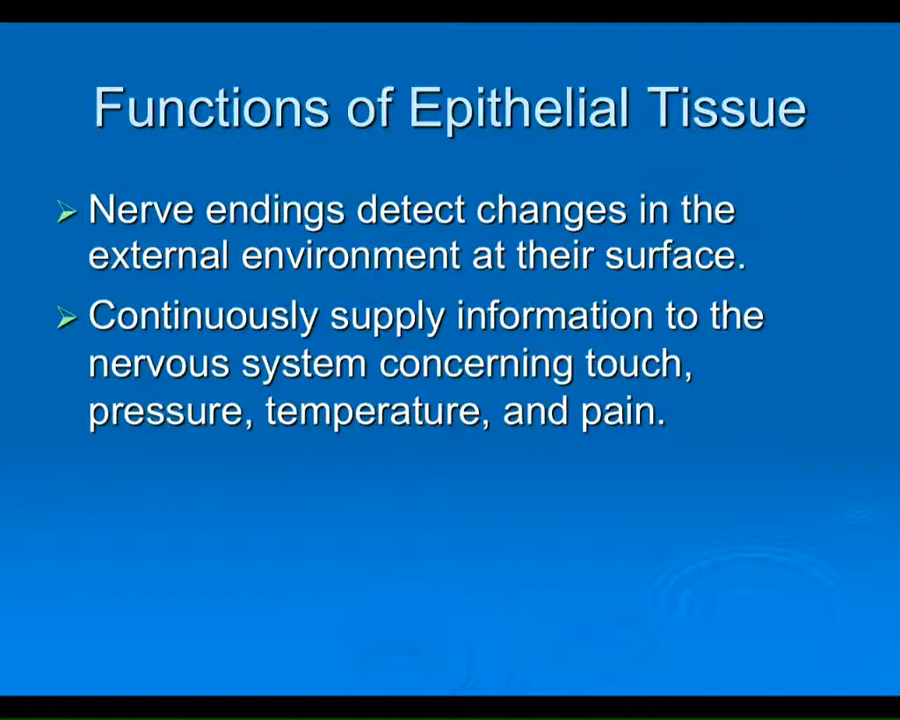 Functions of Epithelial Tissue
Nerve endings detect changes in the
external environment at their surface.
Continuously supply information to the
nervous system concerning touch,
pressure, temperature, and pain.